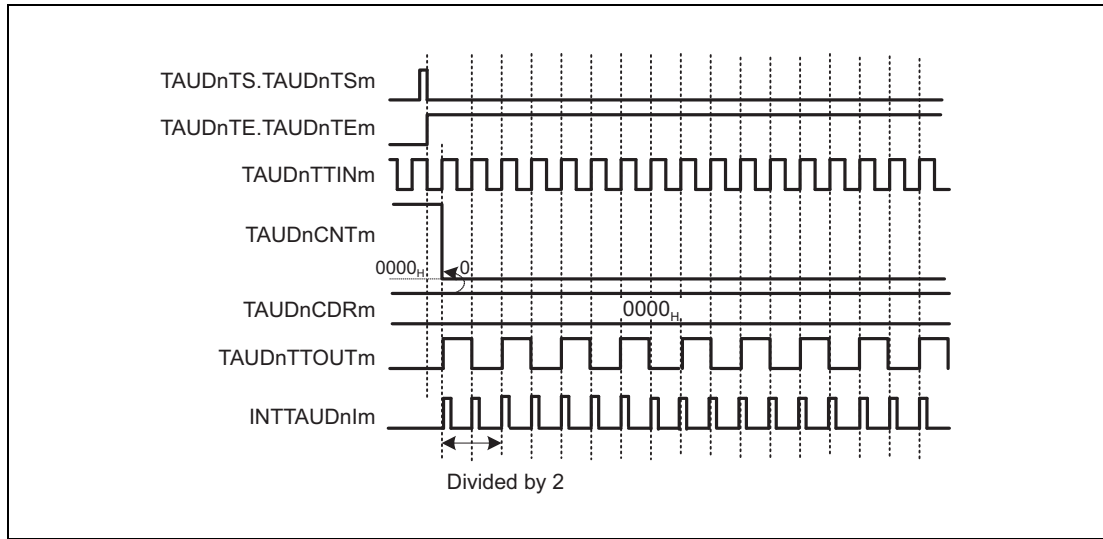 TAUDnTS.TAUDnTSm
TAUDnTE.TAUDnTEm
TAUDnTTINm
TAUDnCNTm
0000H 0
TAUDnCDRm
0000H
TAUDnTTOUTm
INTTAUDnIm
Divided by 2